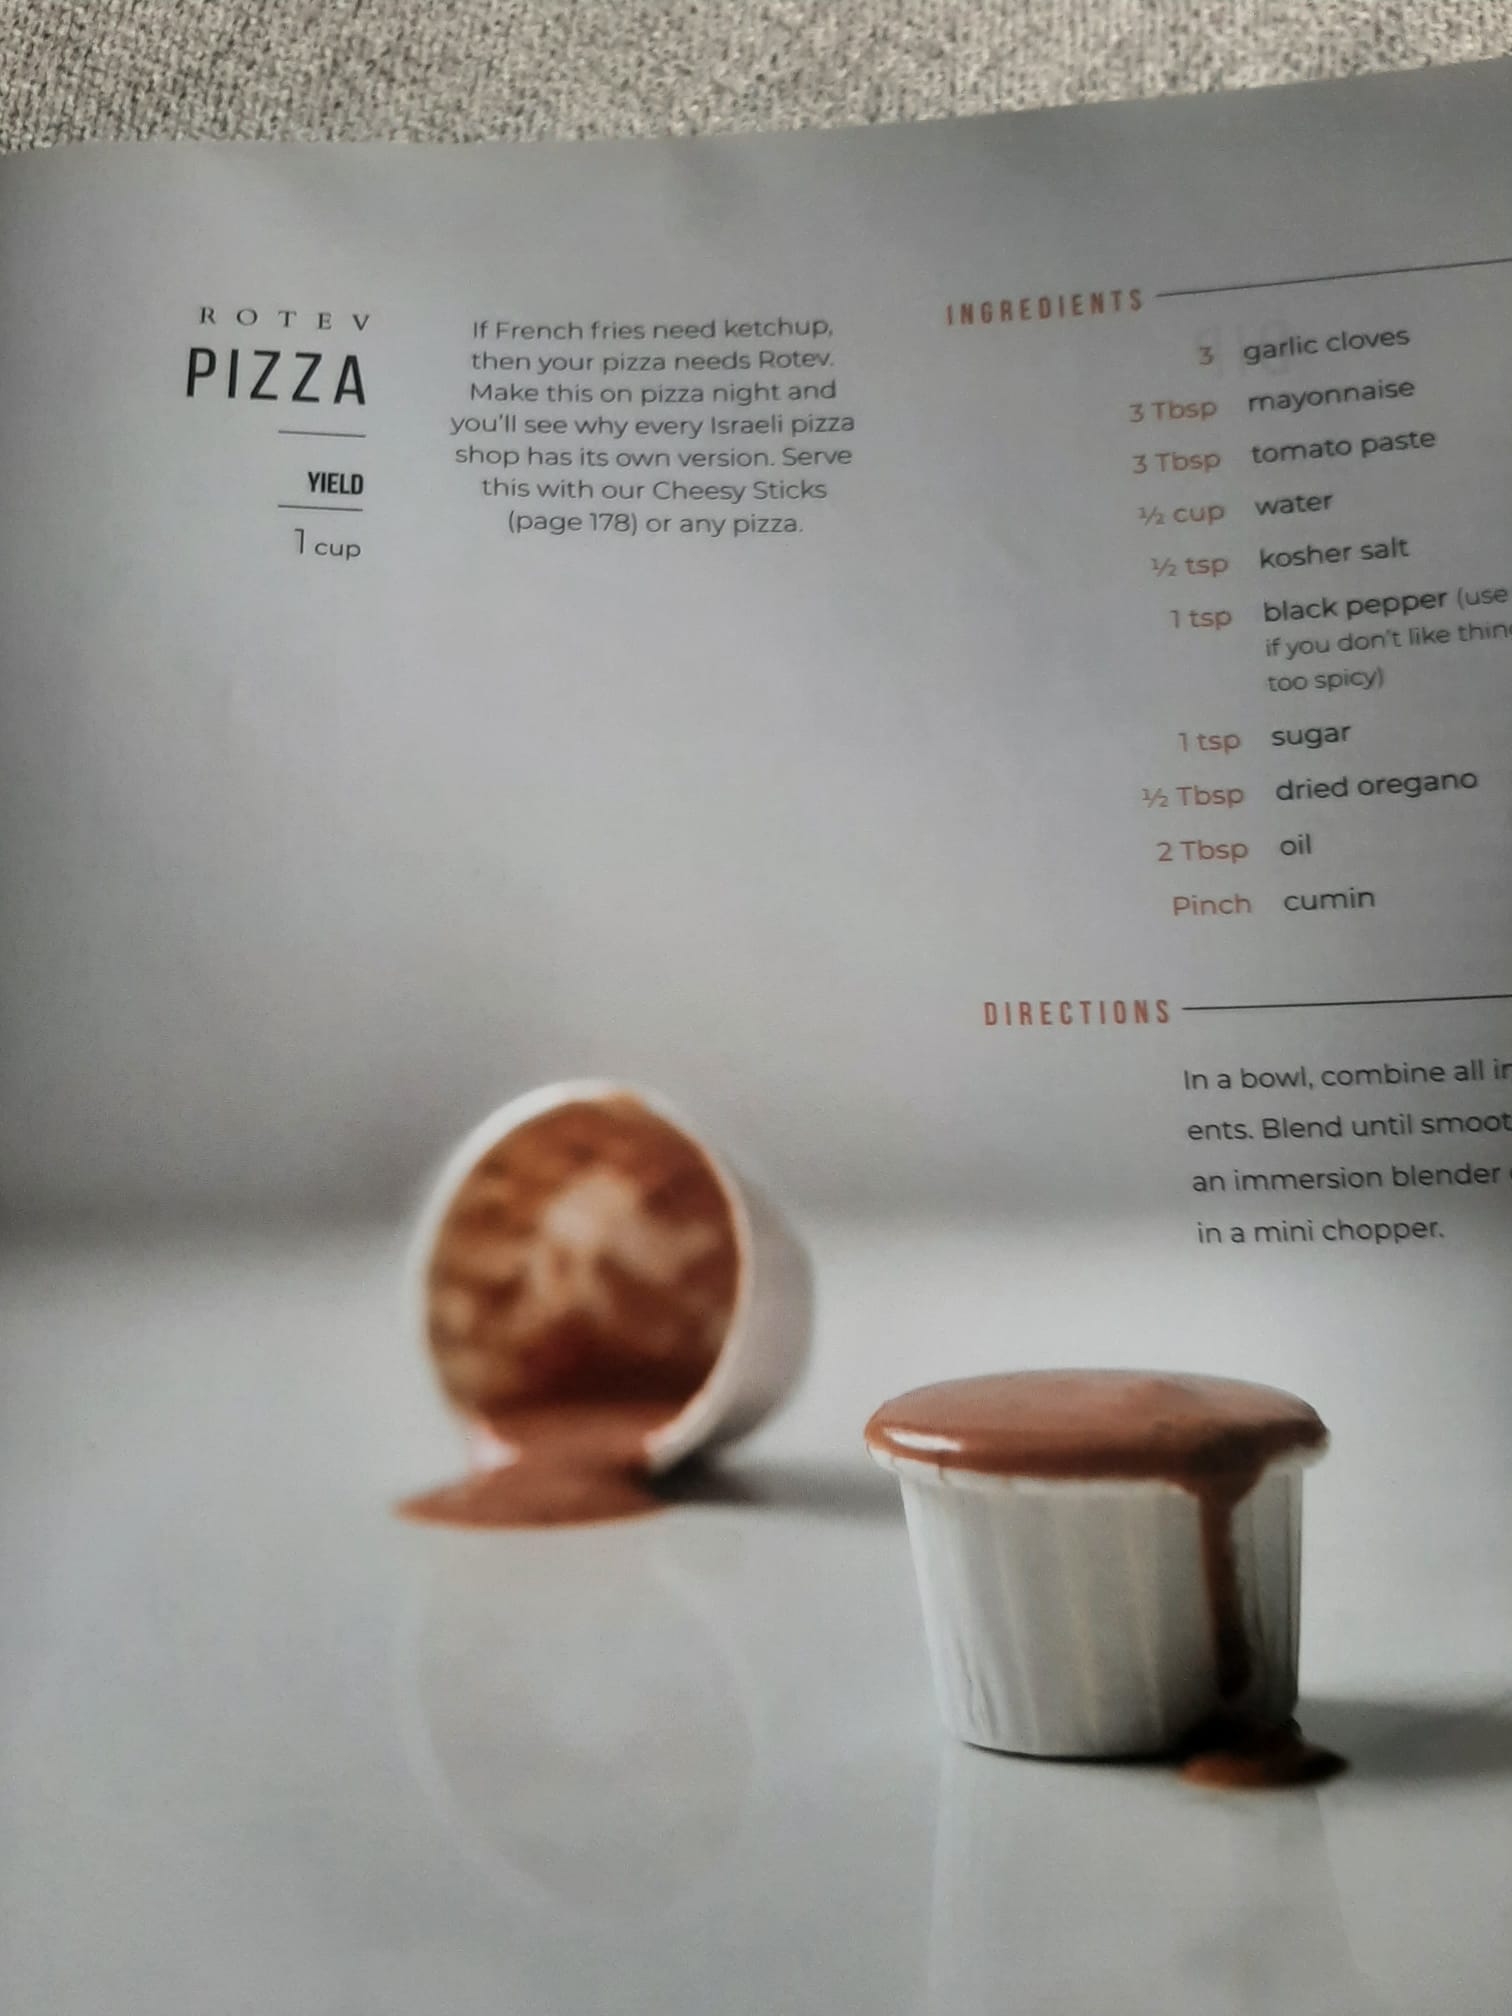 ROTEV
PIZZA
YIELD
1 cup
If French fries need ketchup,
then your pizza needs Rotev.
Make this on pizza night and
you'll see why every Israeli pizza
shop has its own version. Serve
this with our Cheesy Sticks
(page 178) or any pizza.
INGREDIENTS
3 garlic cloves
3 Tbsp mayonnaise
3 Tbsp tomato paste
½ cup water
½ tsp kosher salt
1 tsp black pepper (use
if you don't like
too spicy)
1 tsp sugar
½ Tbsp dried oregano
2 Tbsp oil
Pinch cumin
DIRECTIONS
In a bowl, combine all
ents. Blend until
an immersion blender
in a mini chopper.